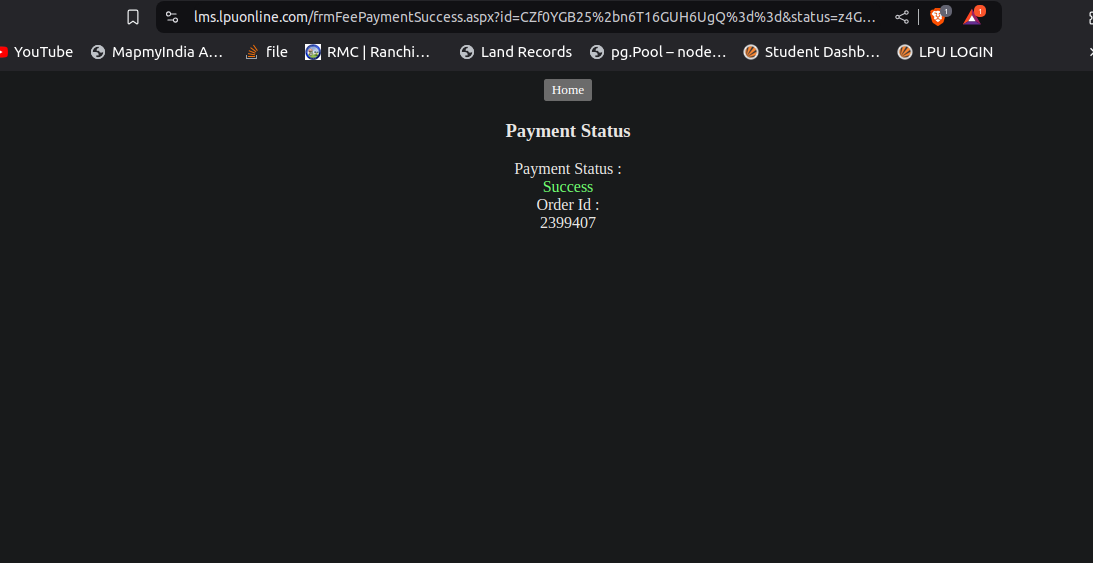 lms.lpuonline.com/frmFeePaymentSuccess.aspx?id=CZf0YGB25%2bn6T16GUH6UgQ%3d%3d&status=z4G...
1
1
YouTube
MapmyIndia A...
file
RMC | Ranchi...
Land Records
pg.Pool – node...
Student Dashb...
LPU LOGIN
Home
Payment Status
Payment Status :
Success
Order Id :
2399407